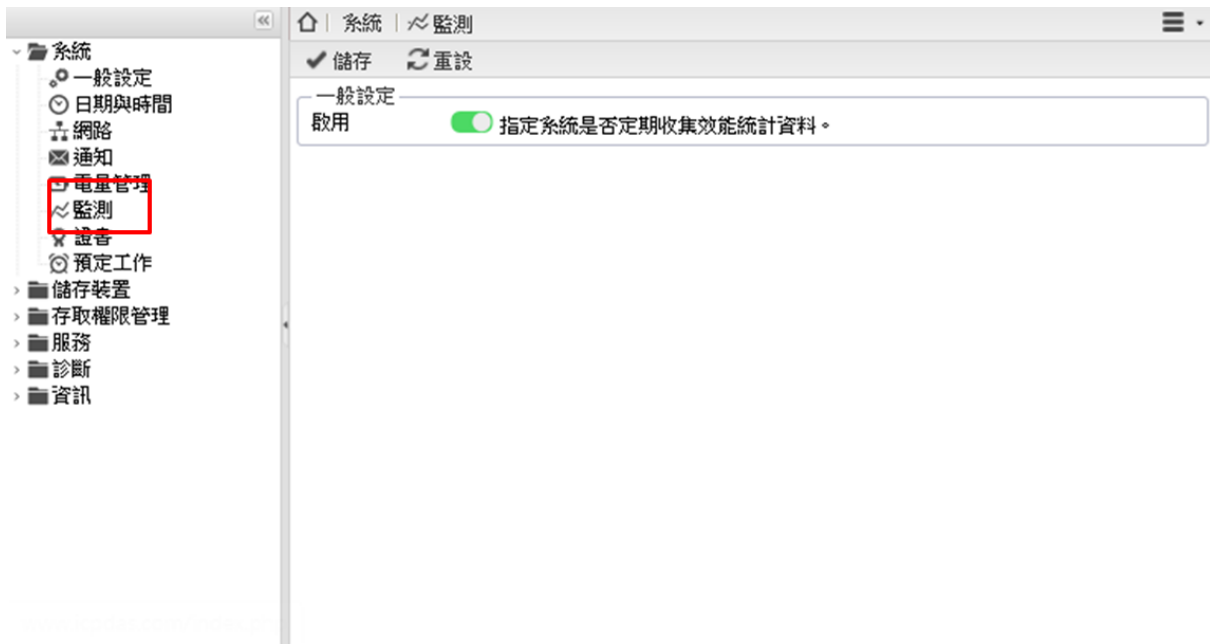 系統
監測
儲存
重設
一般設定
啟用
指定系統是否定期收集效能統計資料。
系統
一般設定
日期與時間
網路
通知
電量管理
監測
證書
預定工作
儲存裝置
存取權限管理
服務
診斷
資訊